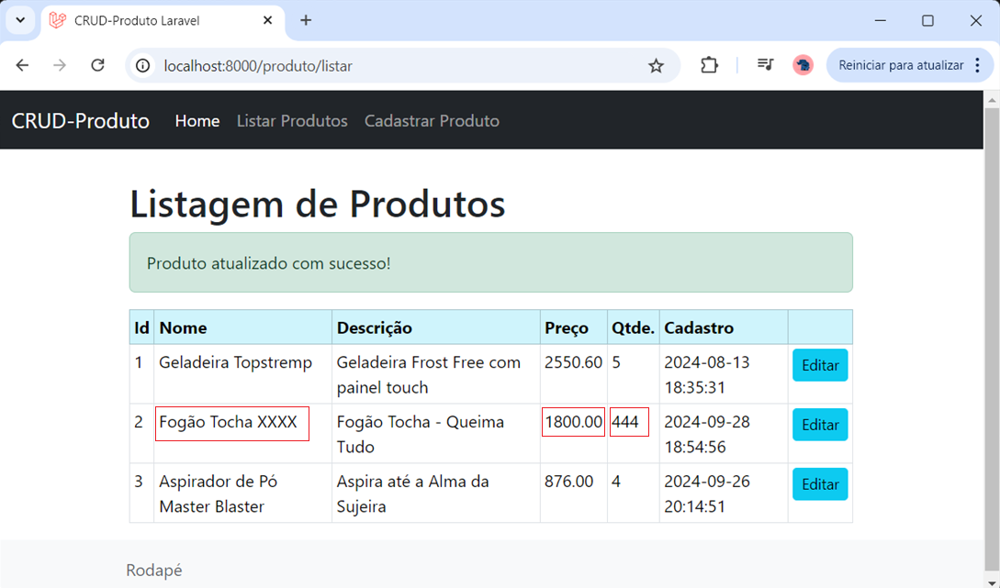 CRUD-Produto Laravel
localhost:8000/produto/listar
Reiniciar para atualizar
CRUD-Produto Home Listar Produtos Cadastrar Produto
Listagem de Produtos
Produto atualizado com sucesso!
Id Nome Descrição Preço Qtde. Cadastro
1 Geladeira Topstremp Geladeira Frost Free com 2550.60 5 2024-08-13 Editar
painel touch 18:35:31
2 Fogão Tocha XXXX Fogão Tocha - Queima 1800.00 444 2024-09-28 Editar
Tudo 18:54:56
3 Aspirador de Pó Aspira até a Alma da 876.00 4 2024-09-26 Editar
Master Blaster Sujeira 20:14:51
Rodapé